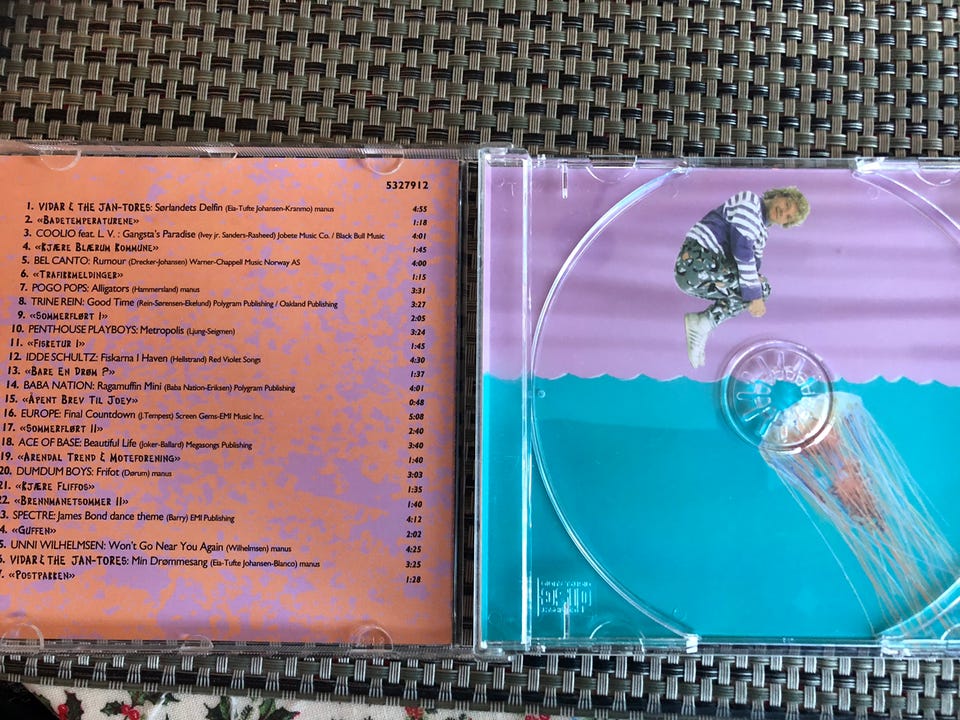 5327912
1. VIDAR & THE JAN-TORES: Sørlandets Delfin (Eia-Tufte Johansen-Kranmo) manus 4:55
2. «BADETEMPERATURENE» 1:18
3. COOLIO feat. L. V. : Gangsta's Paradise (Ivey jr. Sanders-Rasheed) Jobete Music Co. / Black Bull Music 4:01
4. «KJÆRE BLÆRUM KOMMUNE» 1:45
5. BEL CANTO: Rumour (Drecker-Johansen) Warner-Chappell Music Norway AS 4:00
6. «TRAFIKKMELDINGER» 1:15
7. POGO POPS: Alligators (Hammersland) manus 3:31
8. TRINE REIN: Good Time (Rein-Sørensen-Ekelund) Polygram Publishing / Oakland Publishing 3:27
9. «SOMMERFLØRT I» 2:05
10. PENTHOUSE PLAYBOYS: Metropolis (Ljung-Seigmen) 3:24
11. «FISKETUR I» 1:45
12. IDDE SCHULTZ: Fiskarna I Haven (Hellstrand) Red Violet Songs 4:30
13. «BARE EN DRØM ?» 1:37
14. BABA NATION: Ragamuffin Mini (Baba Nation-Eriksen) Polygram Publishing 4:01
15. «ÅPENT BREV TIL JOEY» 0:48
16. EUROPE: Final Countdown (J.Tempest) Screen Gems-EMI Music Inc. 5:08
17. «SOMMERFLØRT II» 2:40
18. ACE OF BASE: Beautiful Life (Joker-Ballard) Megasongs Publishing 3:40
19. «ARENDAL TREND & MOTEFORENING» 1:40
20. DUMDUM BOYS: Frifot (Dørum) manus 3:03
21. «KJÆRE FLIFFOS» 1:35
22. «BRENNMANETSOMMER II» 1:40
3. SPECTRE: James Bond dance theme (Barry) EMI Publishing 4:12
4. «GUFFEN» 2:02
5. UNNI WILHELMSEN: Won't Go Near You Again (Wilhelmsen) manus 4:25
6. VIDAR & THE JAN-TORES: Min Drømmesang (Eia-Tufte Johansen-Blanco) manus 3:25
7. «POSTPAKKEN» 1:28